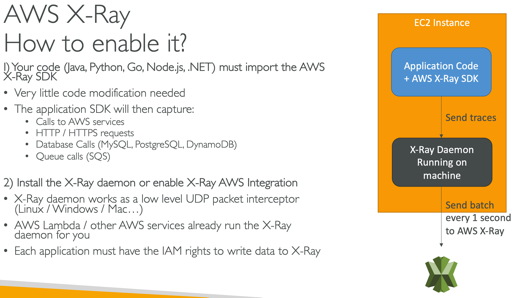 AWS X-Ray
How to enable it?
1) Your code (Java, Python, Go, Node.js, .NET) must import the AWS
X-Ray SDK
• Very little code modification needed
• The application SDK will then capture:
• Calls to AWS services
• HTTP / HTTPS requests
• Database Calls (MySQL, PostgreSQL, DynamoDB)
• Queue calls (SQS)
2) Install the X-Ray daemon or enable X-Ray AWS Integration
• X-Ray daemon works as a low level UDP packet interceptor
(Linux / Windows / Mac…)
• AWS Lambda / other AWS services already run the X-Ray
daemon for you
• Each application must have the IAM rights to write data to X-Ray
EC2 Instance
Application Code
+ AWS X-Ray SDK
Send traces
X-Ray Daemon
Running on
machine
Send batch
every 1 second
to AWS X-Ray